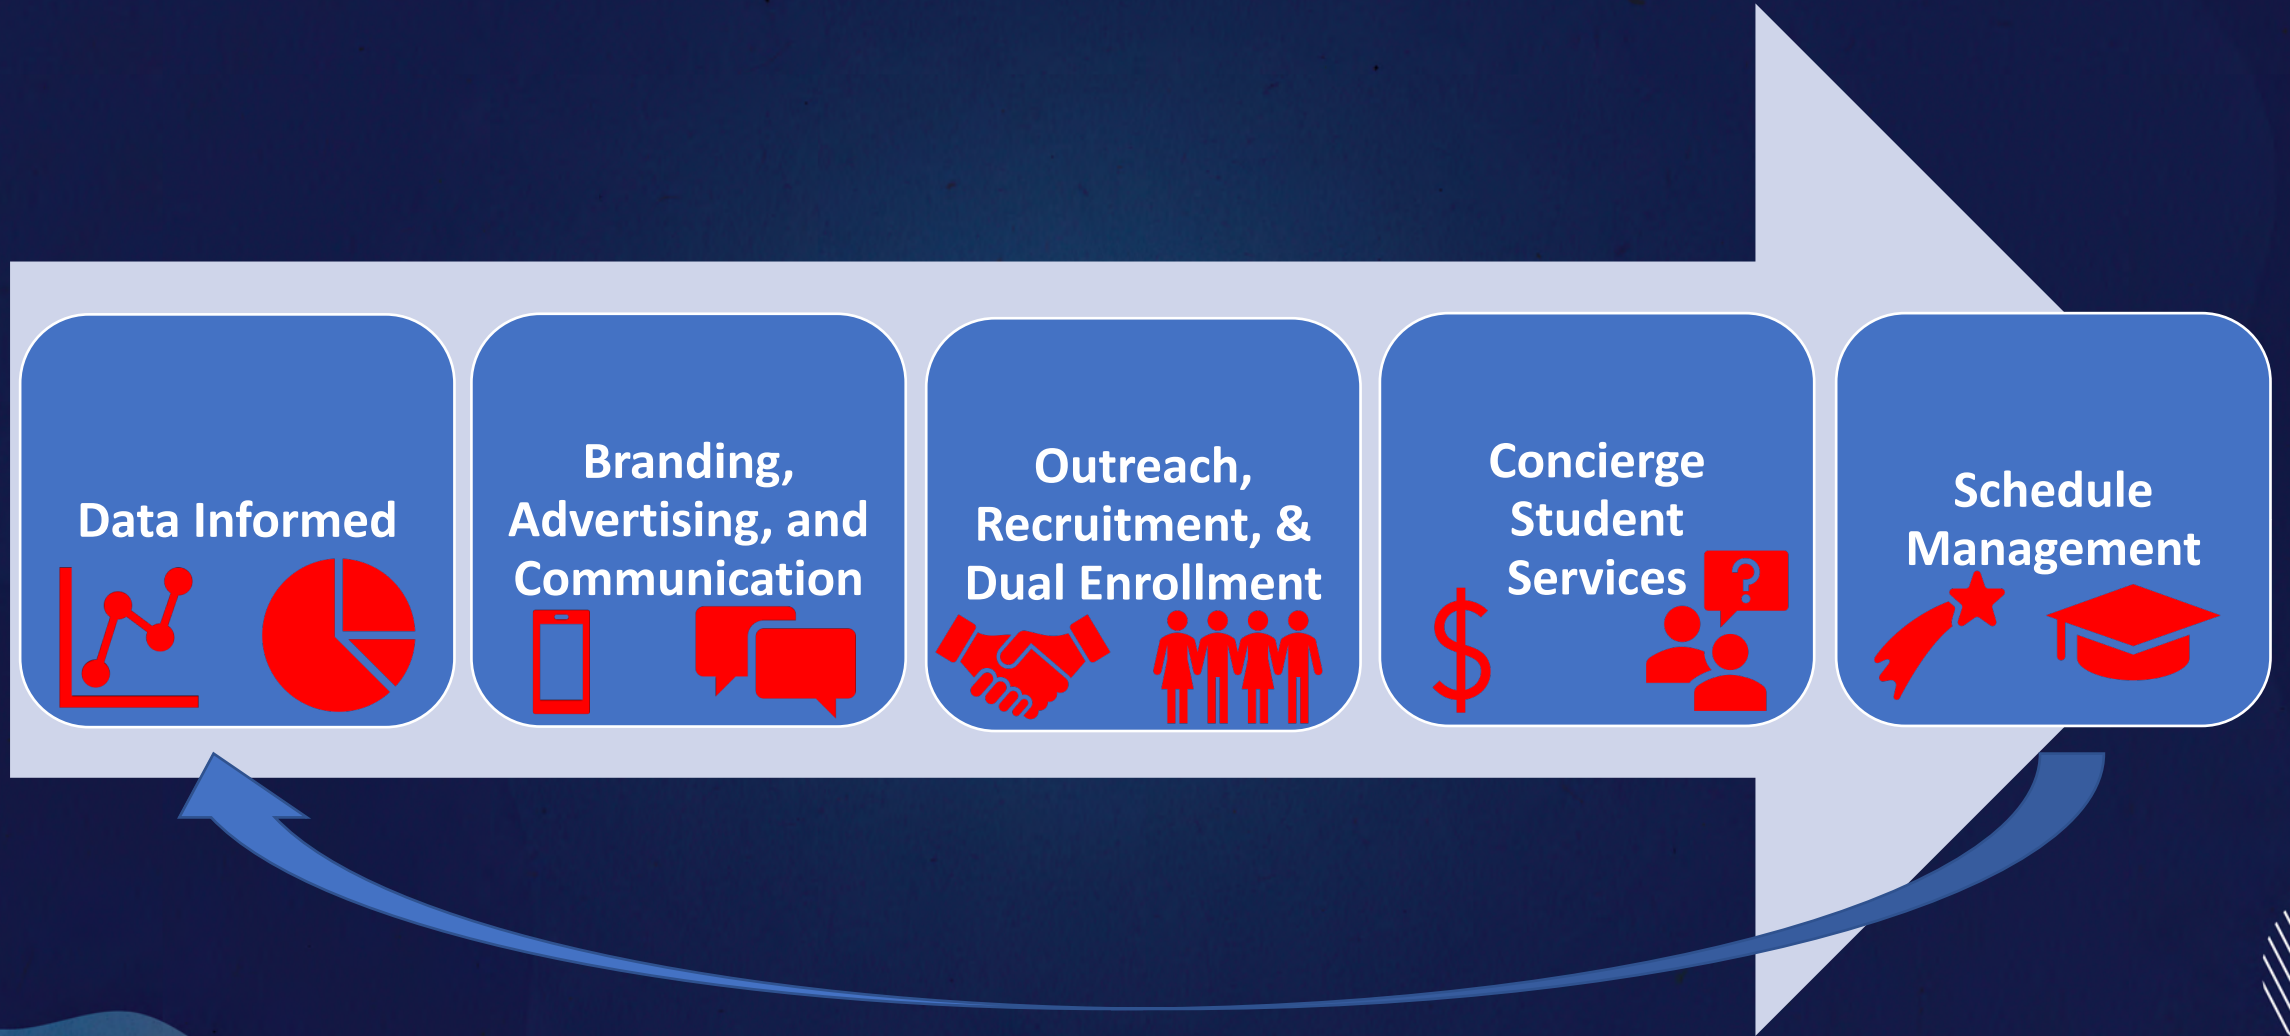 Data Informed
Branding,
Advertising, and
Communication
Outreach,
Recruitment, &
Dual Enrollment
Concierge
Student
Services
?
$
Schedule
Management